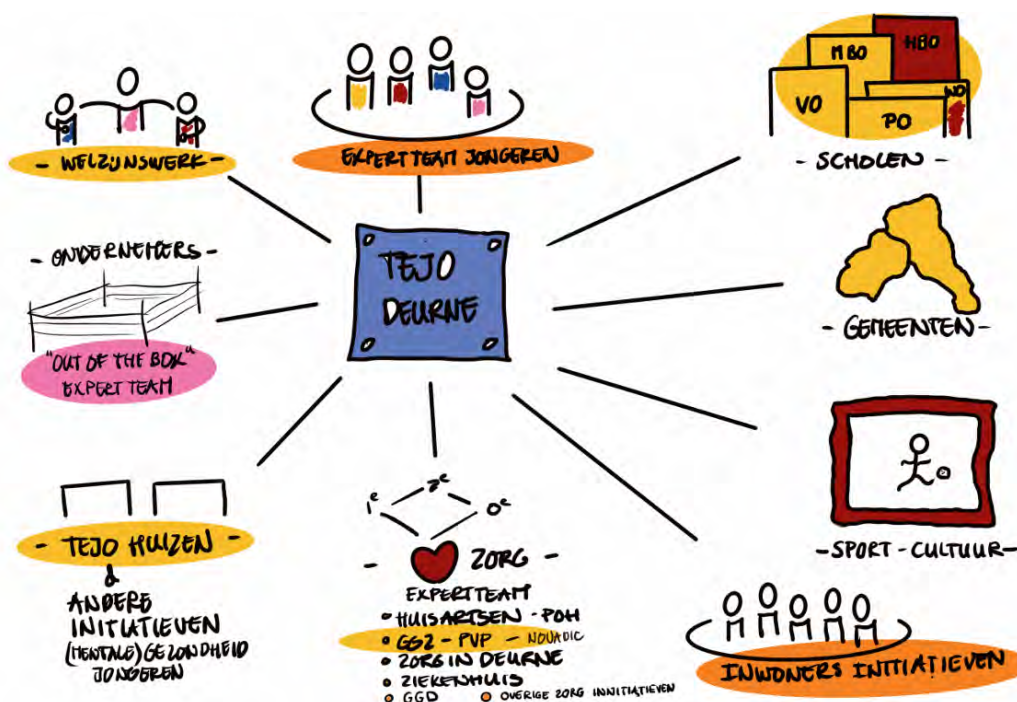 - WELZIJNSWERK -
EXPERTTEAM JONGEREN
MBO
HBO
VO
PO
WO
- SCHOLEN -
- ONDERNEMERS -
"OUT OF THE BOX"
EXPERT TEAM
TEJO
DEURNE
- GEMEENTEN -
- SPORT - CULTUUR -
- TEJO HUIZEN -
&
ANDERE
INITIATIEVEN
(MENTALE) GEZONDHEID
JONGEREN
1e
2e
0e
- ZORG -
EXPERTTEAM
• HUISARTSEN - POH
• GGZ - PVP - NOVADIC
• ZORG IN DEURNE
• ZIEKENHUIS
• GGD • OVERIGE ZORG INNITIATIEVEN
INWONERS INITIATIEVEN